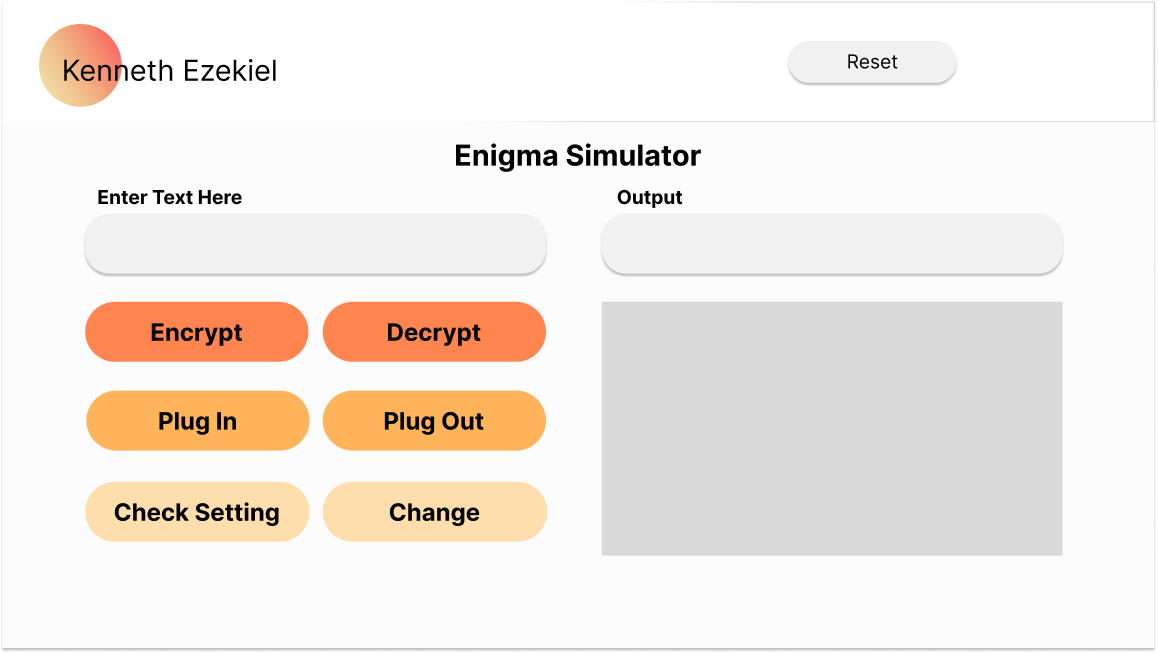 Kenneth Ezekiel
Reset
Enigma Simulator
Enter Text Here
Output
Encrypt
Decrypt
Plug In
Plug Out
Check Setting
Change